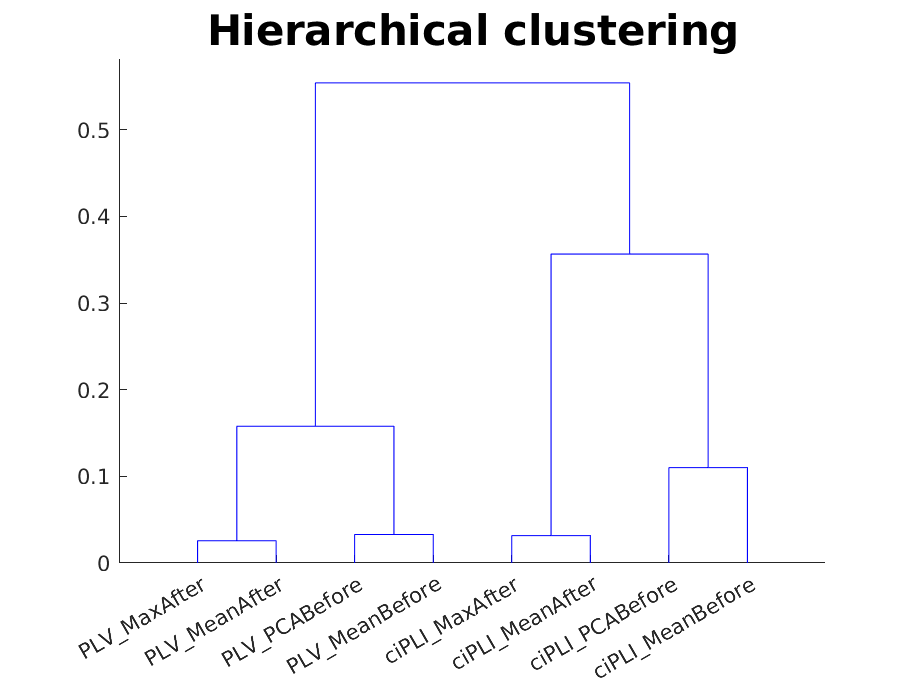 Hierarchical clustering
0.5
0.4
0.3
0.2
0.1
0
PLV_MaxAfter
PLV_MeanAfter
PLV_PCABefore
PLV_MeanBefore
ciPLI_MaxAfter
ciPLI_MeanAfter
ciPLI_PCABefore
ciPLI_MeanBefore